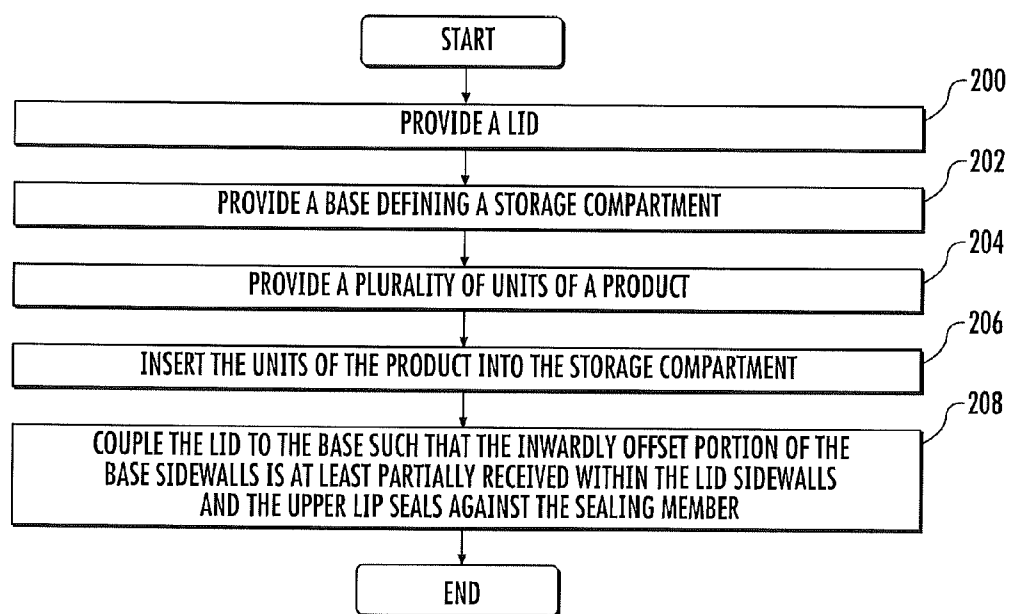 START
200
PROVIDE A LID
202
PROVIDE A BASE DEFINING A STORAGE COMPARTMENT
204
PROVIDE A PLURALITY OF UNITS OF A PRODUCT
206
INSERT THE UNITS OF THE PRODUCT INTO THE STORAGE COMPARTMENT
208
COUPLE THE LID TO THE BASE SUCH THAT THE INWARDLY OFFSET PORTION OF THE
BASE SIDEWALLS IS AT LEAST PARTIALLY RECEIVED WITHIN THE LID SIDEWALLS
AND THE UPPER LIP SEALS AGAINST THE SEALING MEMBER
END